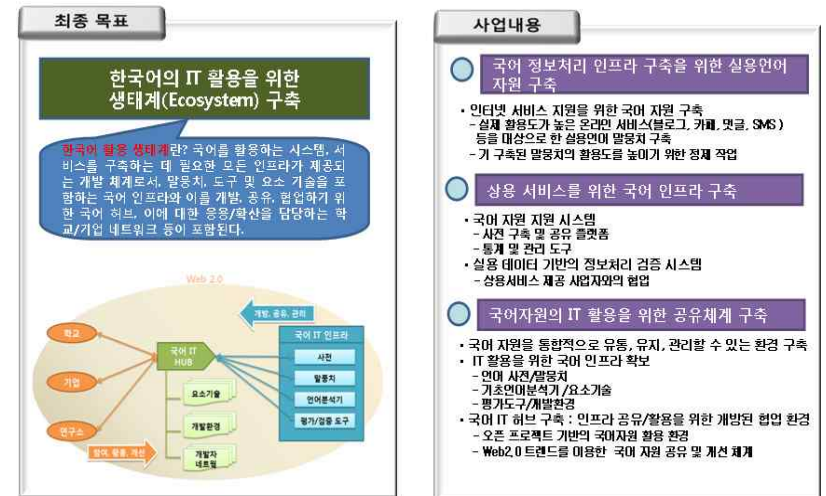 최종 목표
한국어의 IT 활용을 위한
생태계(Ecosystem) 구축
한국어 활용 생태계란? 국어를 활용하는 시스템, 서
비스를 구축하는 데 필요한 모든 인프라가 제공되
는 개발 체계로서, 말뭉치, 도구 및 요소 기술을 포
함하는 국어 인프라와 이를 개발, 공유, 협업하기 위
한 국어 허브, 이에 대한 응용/확산을 담당하는 학
교/기업 네트워크 등이 포함된다.
Web 2.0
개발, 공유, 관리
학교
기업
연구소
국어 IT
HUB
요소기술
개발환경
개발자
네트웍
국어 IT 인프라
사전
말뭉치
언어분석기
평가/검증 도구
참여, 활용, 개선
사업내용
국어 정보처리 인프라 구축을 위한 실용언어
자원 구축
• 인터넷 서비스 지원을 위한 국어 자원 구축
– 실제 활용도가 높은 온라인 서비스(블로그, 카페, 댓글, SMS )
등을 대상으로 한 실용언어 말뭉치 구축
– 기 구축된 말뭉치의 활용도를 높이기 위한 정제 작업
상용 서비스를 위한 국어 인프라 구축
• 국어 자원 지원 시스템
– 사전 구축 및 공유 플랫폼
– 통계 및 관리 도구
• 실용 데이터 기반의 정보처리 검증 시스템
– 상용서비스 제공 사업자와의 협업
국어자원의 IT 활용을 위한 공유체계 구축
• 국어 자원을 통합적으로 유통, 유지, 관리할 수 있는 환경 구축
• IT 활용을 위한 국어 인프라 확보
– 언어 사전/말뭉치
– 기초언어분석기 /요소기술
– 평가도구/개발환경
• 국어 IT 허브 구축 : 인프라 공유/활용을 위한 개방된 협업 환경
– 오픈 프로젝트 기반의 국어자원 활용 환경
– Web2.0 트렌드를 이용한 국어 자원 공유 및 개선 체계